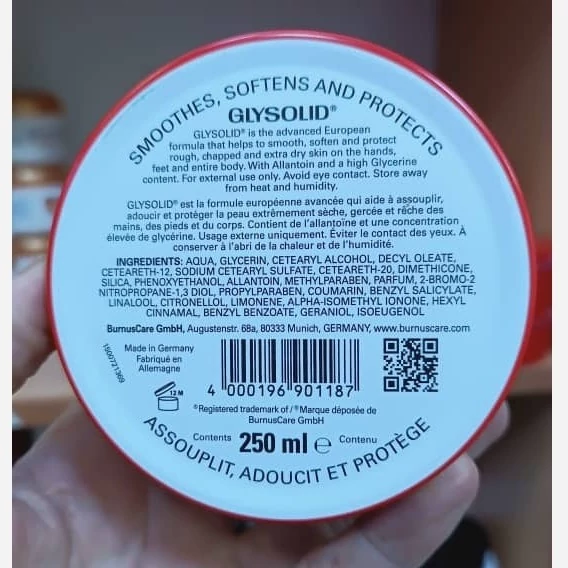 SMOOTHES, SOFTENS AND PROTECTS
GLYSOLID®
GLYSOLID® is the advanced European
formula that helps to smooth, soften and protect
rough, chapped and extra dry skin on the hands,
feet and entire body. With Allantoin and a high Glycerine
content. For external use only. Avoid eye contact. Store away
from heat and humidity.
GLYSOLID® est la formule européenne avancée qui aide à assouplir,
adoucir et protéger la peau extrêmement sèche, gercée et rêche des
mains, des pieds et du corps. Contient de l'allantoïne et une concentration
élevée de glycérine. Usage externe uniquement. Éviter le contact des yeux. À
conserver à l'abri de la chaleur et de l'humidité.
INGREDIENTS: AQUA, GLYCERIN, CETEARYL ALCOHOL, DECYL OLEATE,
CETEARETH-12, SODIUM CETEARYL SULFATE, CETEARETH-20, DIMETHICONE,
SILICA, PHENOXYETHANOL, ALLANTOIN, METHYLPARABEN, PARFUM, 2-BROMO-2
NITROPROPANE-1,3 DIOL, PROPYLPARABEN, COUMARIN, BENZYL SALICYLATE,
LINALOOL, CITRONELLOL, LIMONENE, ALPHA-ISOMETHYL IONONE, HEXYL
CINNAMAL, BENZYL BENZOATE, GERANIOL, ISOEUGENOL
BurnusCare GmbH, Augustenstr. 68a, 80333 Munich, GERMANY, www.burnuscare.com
1500721369
Made in Germany
Fabriqué en
Allemagne
12 M
4 000196 901187
®Registered trademark of / ®Marque déposée de
BurnusCare GmbH
Contents 250 ml ℮ Contenu
ASSOUPLIT, ADOUCIT ET PROTÈGE